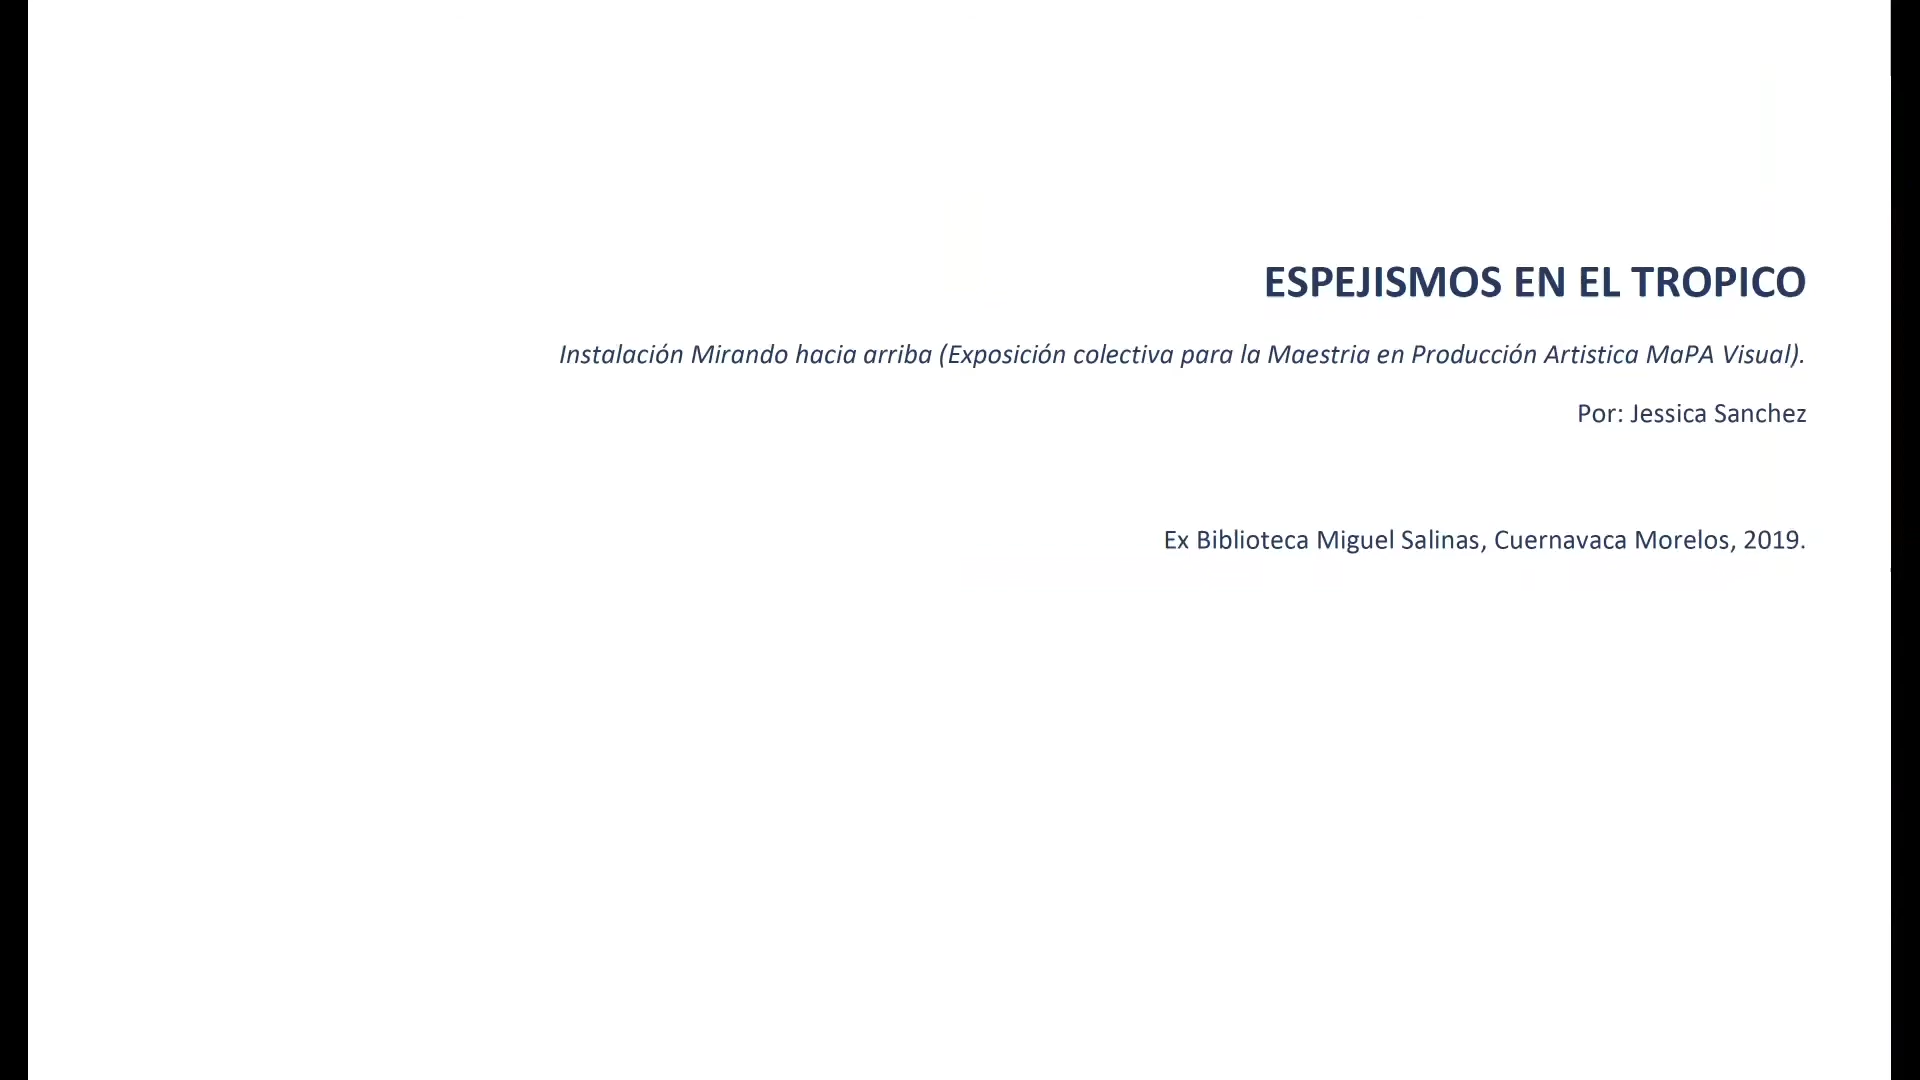 ESPEJISMOS EN EL TROPICO
Instalación Mirando hacia arriba (Exposición colectiva para la Maestria en Producción Artistica MaPA Visual).
Por: Jessica Sanchez
Ex Biblioteca Miguel Salinas, Cuernavaca Morelos, 2019.